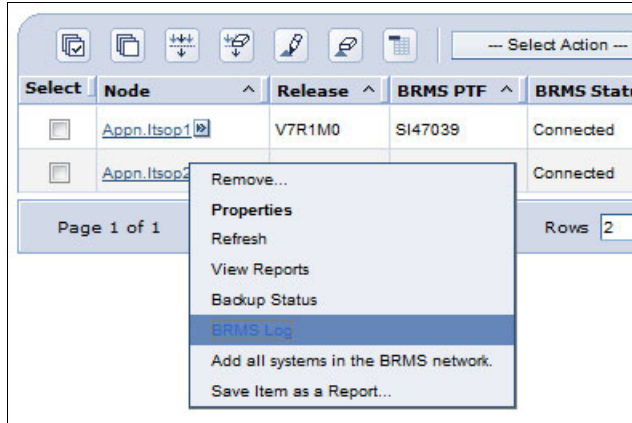 --- Select Action ---
Select Node ^ Release ^ BRMS PTF ^ BRMS Stat
Appn.Itsop1 V7R1M0 SI47039 Connected
Appn.Itsop2 Connected
Remove...
Page 1 of 1 Properties Rows 2
Refresh
View Reports
Backup Status
BRMS Log
Add all systems in the BRMS network.
Save Item as a Report...